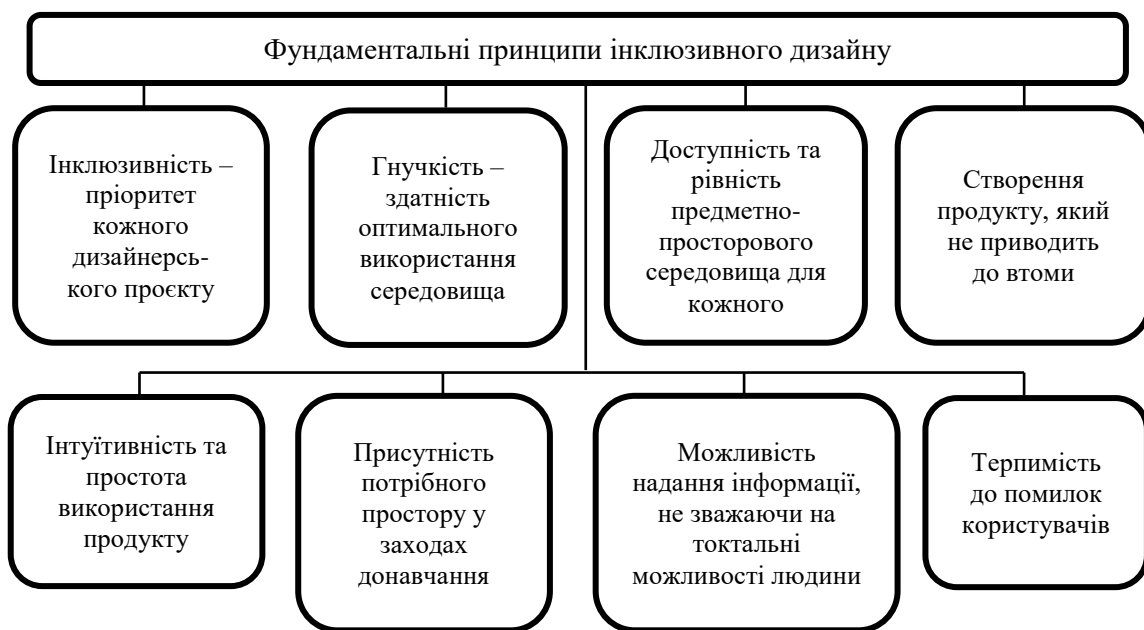 Фундаментальні принципи інклюзивного дизайну
Інклюзивність –
пріоритет
кожного
дизайнерсь-
кого проєкту
Гнучкість –
здатність
оптимального
використання
середовища
Доступність та
рівність
предметно-
просторового
середовища для
кожного
Створення
продукту, який
не приводить
до втоми
Інтуїтивність та
простота
використання
продукту
Присутність
потрібного
простору у
заходах
донавчання
Можливість
надання інформації,
не зважаючи на
токтальні
можливості людини
Терпимість
до помилок
користувачів